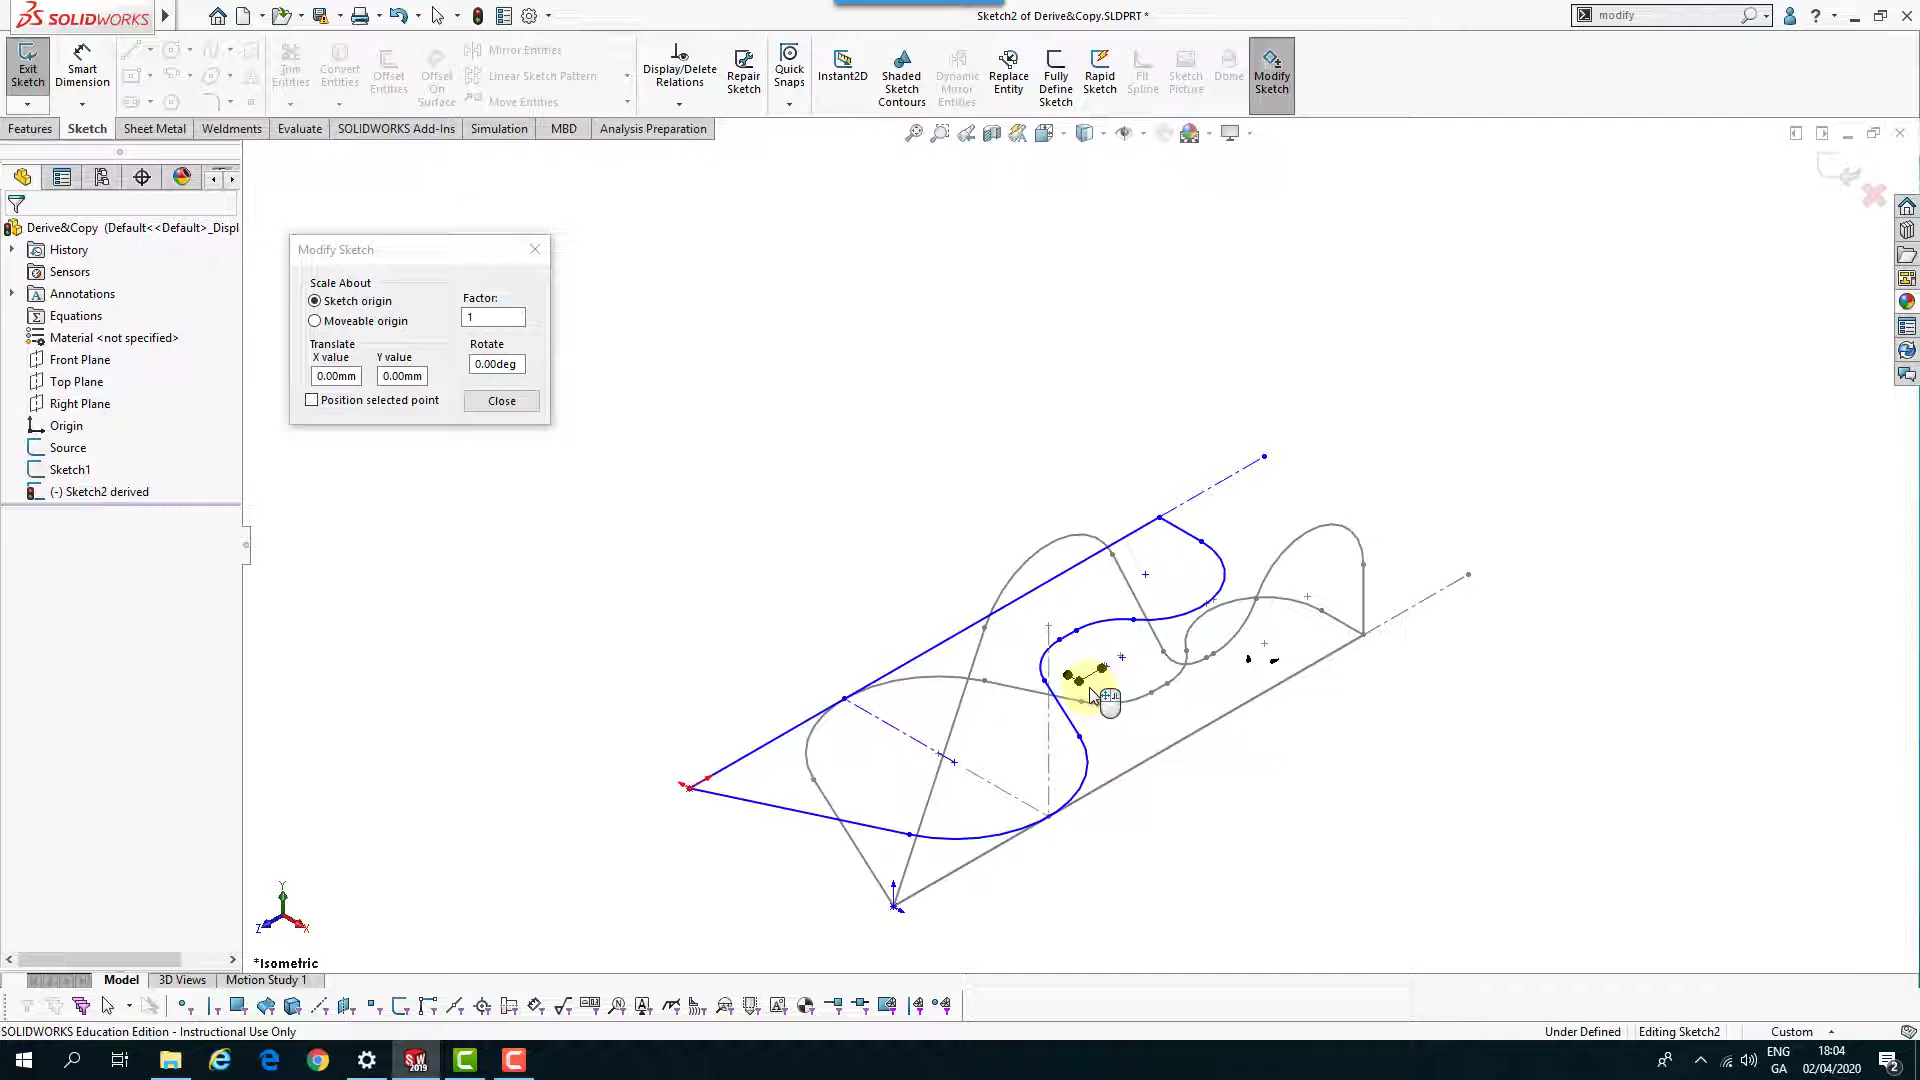 SOLIDWORKS
Sketch2 of Derive&Copy.SLDPRT *
modify
Exit Sketch
Smart Dimension
Trim Entities
Convert Entities
Offset Entities
Offset On Surface
Mirror Entities
Linear Sketch Pattern
Move Entities
Display/Delete Relations
Repair Sketch
Quick Snaps
Instant2D
Shaded Sketch Contours
Dynamic Mirror Entities
Replace Entity
Fully Define Sketch
Rapid Sketch
Fit Spline
Sketch Picture
Dome
Modify Sketch
Features
Sketch
Sheet Metal
Weldments
Evaluate
SOLIDWORKS Add-Ins
Simulation
MBD
Analysis Preparation
Derive&Copy (Default<<Default>_Displ
History
Sensors
Annotations
Equations
Material <not specified>
Front Plane
Top Plane
Right Plane
Origin
Source
Sketch1
(-) Sketch2 derived
Modify Sketch
Scale About
Sketch origin
Moveable origin
Factor:
1
Translate
X value
Y value
0.00mm
0.00mm
Rotate
0.00deg
Position selected point
Close
Y
Z
X
*Isometric
Model
3D Views
Motion Study 1
SOLIDWORKS Education Edition - Instructional Use Only
Under Defined
Editing Sketch2
Custom
SW
2019
ENG
GA
18:04
02/04/2020
2